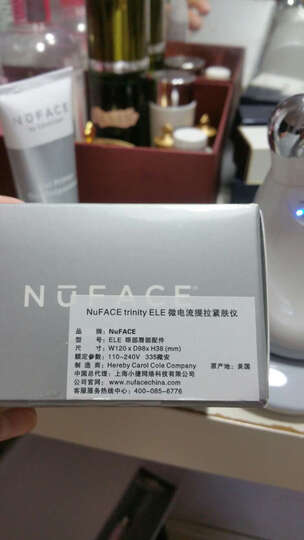 NUFACE
NUFACE
NuFACE trinity ELE 微电流提拉紧肤仪
品 牌：NuFACE
型 号：ELE 眼部唇部配件
尺 寸：W120 x D98x H38 (mm)
额定参数：110~240V 335微安
制 造 商：Hereby Carol Cole Company 原产地：美国
中国总代理：上海小捷网络科技有限公司
公司官网：www.nufacechina.com
客服服务热线中心：400-085-6776